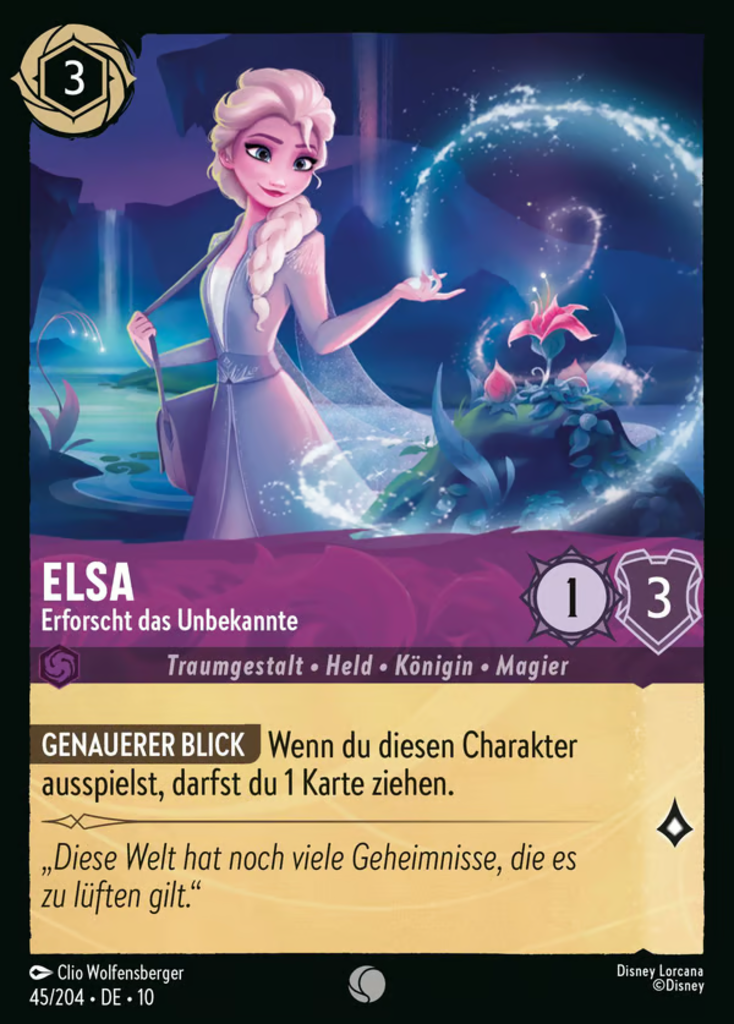 3
ELSA
Erforscht das Unbekannte
1
3
Traumgestalt • Held • Königin • Magier
GENAUERER BLICK Wenn du diesen Charakter
ausspielst, darfst du 1 Karte ziehen.
„Diese Welt hat noch viele Geheimnisse, die es
zu lüften gilt.“
Clio Wolfensberger
45/204 • DE • 10
Disney Lorcana
©Disney